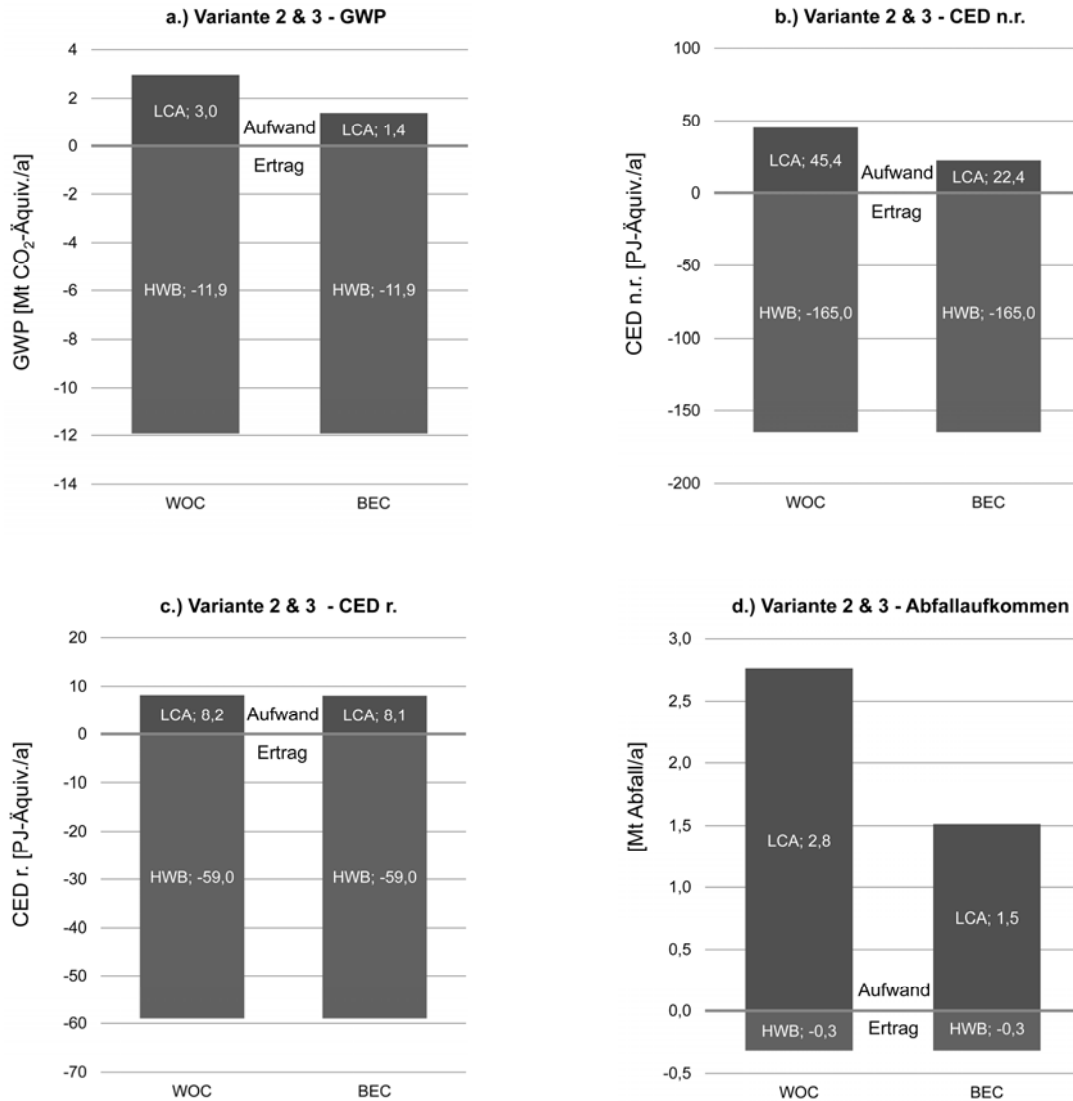 a.) Variante 2 & 3 - GWP
GWP [Mt CO₂-Äquiv./a]
4
2
0
-2
-4
-6
-8
-10
-12
-14
LCA; 3,0
Aufwand
LCA; 1,4
Ertrag
HWB; -11,9
HWB; -11,9
WOC
BEC
b.) Variante 2 & 3 - CED n.r.
CED n.r. [PJ-Äquiv./a]
100
50
0
-50
-100
-150
-200
LCA; 45,4
Aufwand
LCA; 22,4
Ertrag
HWB; -165,0
HWB; -165,0
WOC
BEC
c.) Variante 2 & 3 - CED r.
CED r. [PJ-Äquiv./a]
20
10
0
-10
-20
-30
-40
-50
-60
-70
LCA; 8,2
Aufwand
LCA; 8,1
Ertrag
HWB; -59,0
HWB; -59,0
WOC
BEC
d.) Variante 2 & 3 - Abfallaufkommen
[Mt Abfall/a]
3,0
2,5
2,0
1,5
1,0
0,5
0,0
-0,5
LCA; 2,8
LCA; 1,5
Aufwand
Ertrag
HWB; -0,3
HWB; -0,3
WOC
BEC